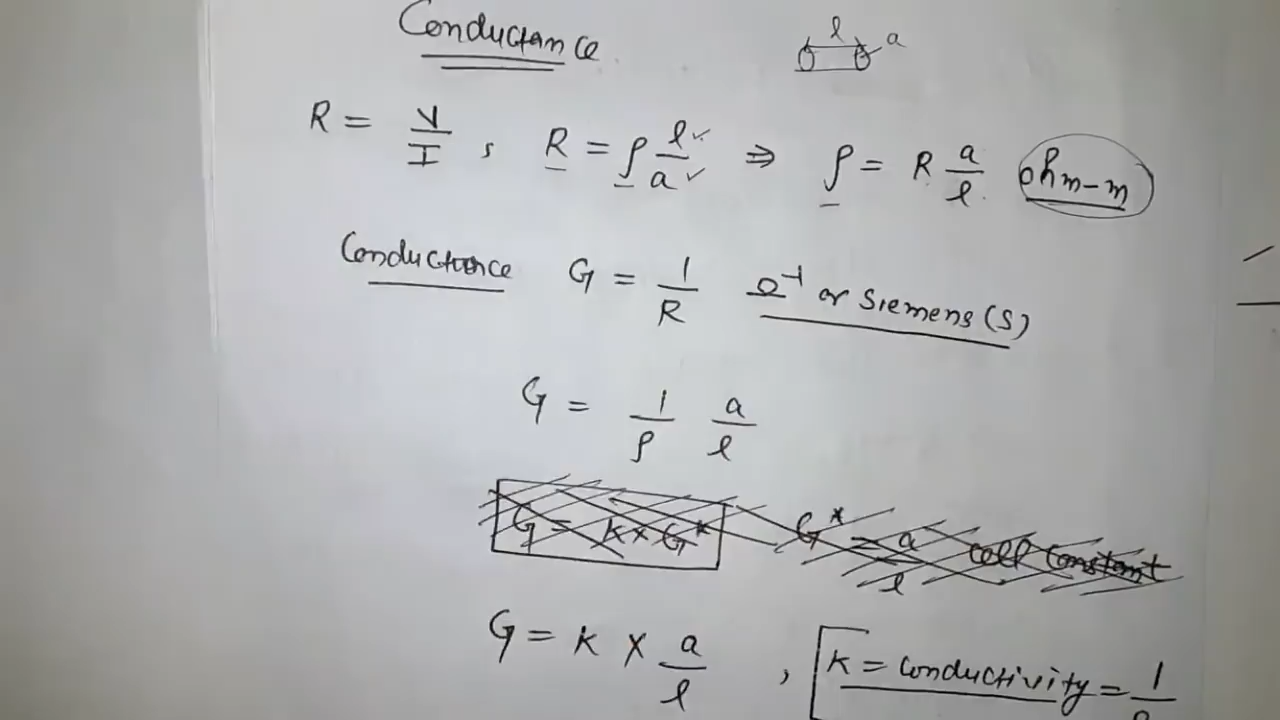 Conductance
l a
R = V/I , R = ρ l/a ⇒ ρ = R a/l ohm-m
Conductance G = 1/R Ω⁻¹ or Siemens (S)
G = 1/ρ a/l
G = K × G* G* = a/l cell constant
G = K × a/l , K = conductivity = 1/ρ